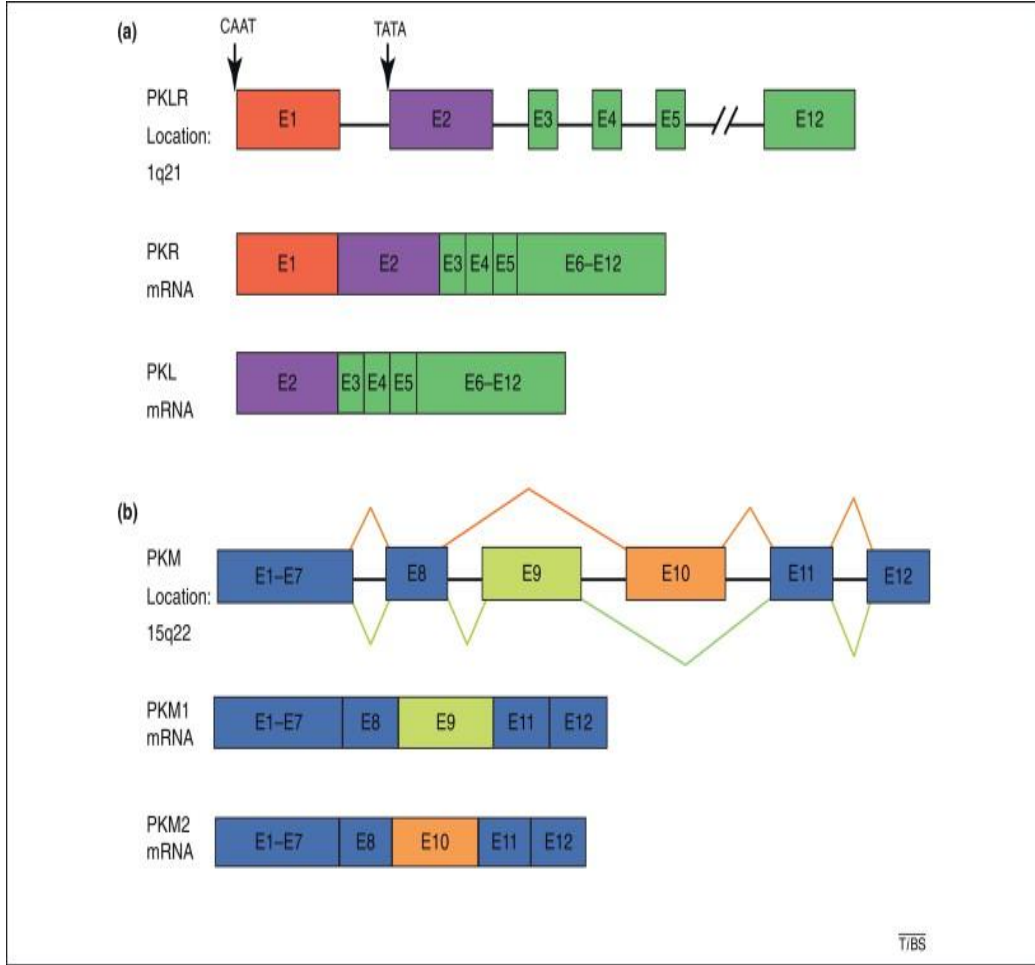 (a)
CAAT TATA
PKLR
Location:
1q21
E1 E2 E3 E4 E5 E12
PKR
mRNA
E1 E2 E3 E4 E5 E6–E12
PKL
mRNA
E2 E3 E4 E5 E6–E12
(b)
PKM
Location:
15q22
E1–E7 E8 E9 E10 E11 E12
PKM1
mRNA
E1–E7 E8 E9 E11 E12
PKM2
mRNA
E1–E7 E8 E10 E11 E12
TiBS